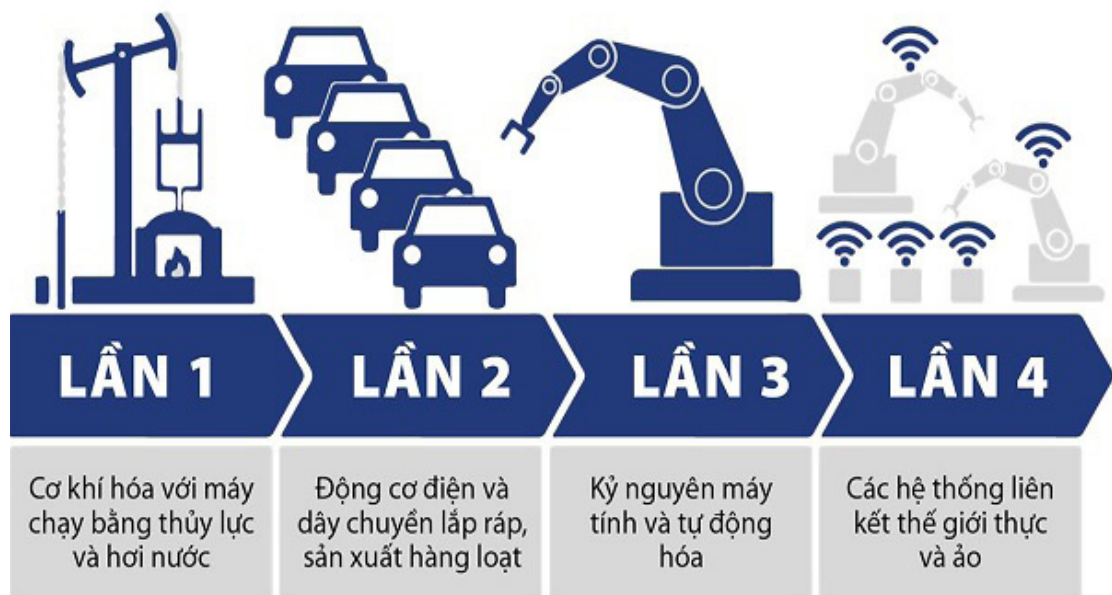 LẦN 1
LẦN 2
LẦN 3
LẦN 4
Cơ khí hóa với máy
chạy bằng thủy lực
và hơi nước
Động cơ điện và
dây chuyền lắp ráp,
sản xuất hàng loạt
Kỷ nguyên máy
tính và tự động
hóa
Các hệ thống liên
kết thế giới thực
và ảo